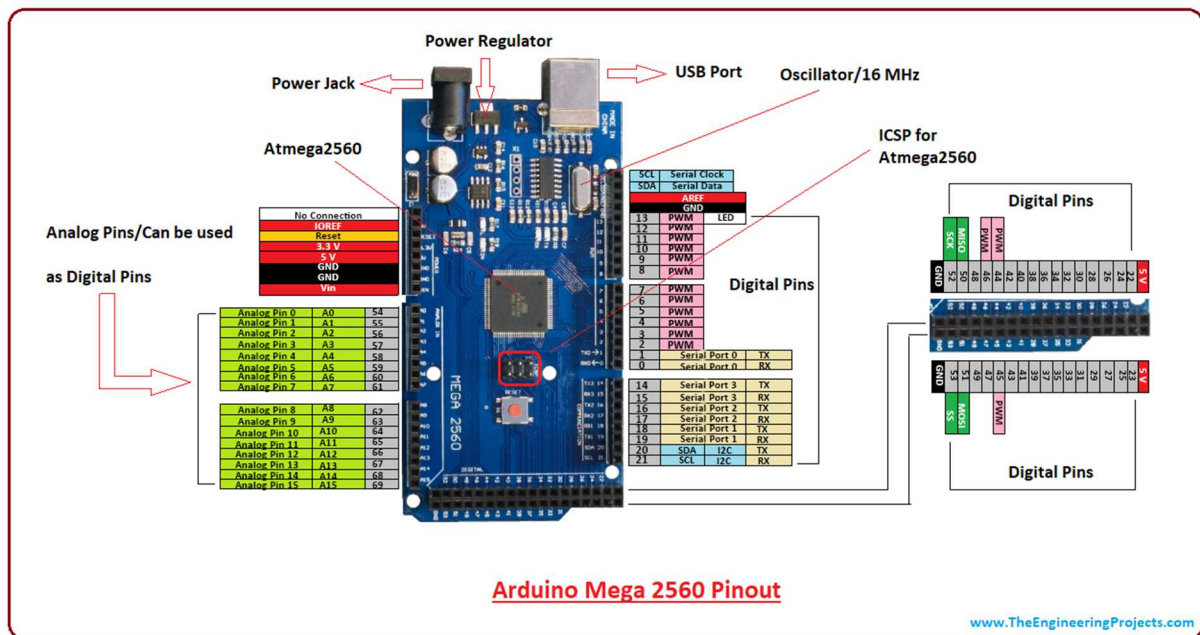 Power Regulator
Power Jack
USB Port
Oscillator/16 MHz
Atmega2560
ICSP for
Atmega2560
Analog Pins/Can be used
as Digital Pins
No Connection
IOREF
Reset
3.3 V
5 V
GND
GND
Vin
Analog Pin 0 A0 54
Analog Pin 1 A1 55
Analog Pin 2 A2 56
Analog Pin 3 A3 57
Analog Pin 4 A4 58
Analog Pin 5 A5 59
Analog Pin 6 A6 60
Analog Pin 7 A7 61
Analog Pin 8 A8 62
Analog Pin 9 A9 63
Analog Pin 10 A10 64
Analog Pin 11 A11 65
Analog Pin 12 A12 66
Analog Pin 13 A13 67
Analog Pin 14 A14 68
Analog Pin 15 A15 69
MADE IN
CHINA
POWER
ANALOG IN
MEGA 2560
RESET
COMMUNICATION
DIGITAL
SCL Serial Clock
SDA Serial Data
AREF
GND
13 PWM LED
12 PWM
11 PWM
10 PWM
9 PWM
8 PWM
7 PWM
6 PWM
5 PWM
4 PWM
3 PWM
2 PWM
1 Serial Port 0 TX
0 Serial Port 0 RX
14 Serial Port 3 TX
15 Serial Port 3 RX
16 Serial Port 2 TX
17 Serial Port 2 RX
18 Serial Port 1 TX
19 Serial Port 1 RX
20 SDA I2C TX
21 SCL I2C RX
Digital Pins
Digital Pins
SCK MISO PWM PWM
GND 52 50 48 46 44 42 40 38 36 34 32 30 28 26 24 22 5 V
GND 53 51 49 47 45 43 41 39 37 35 33 31 29 27 25 23 5 V
SS MOSI PWM
Digital Pins
Arduino Mega 2560 Pinout
www.TheEngineeringProjects.com